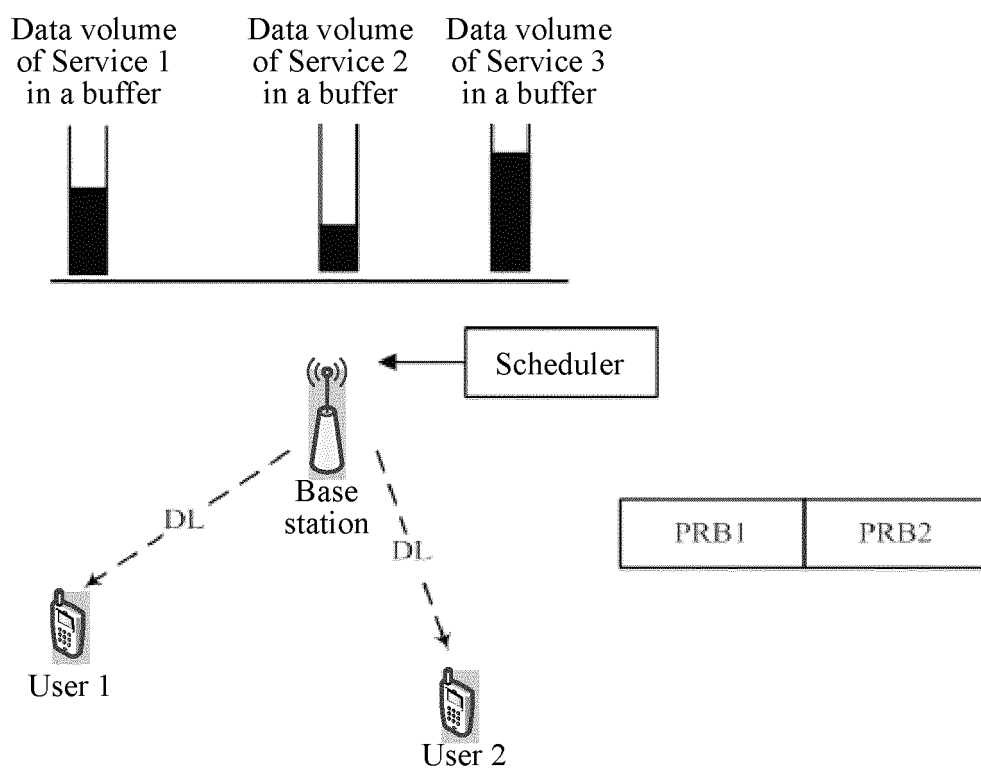 Data volume
of Service 1
in a buffer
Data volume
of Service 2
in a buffer
Data volume
of Service 3
in a buffer
Scheduler
Base
station
DL
DL
PRB1
PRB2
User 1
User 2